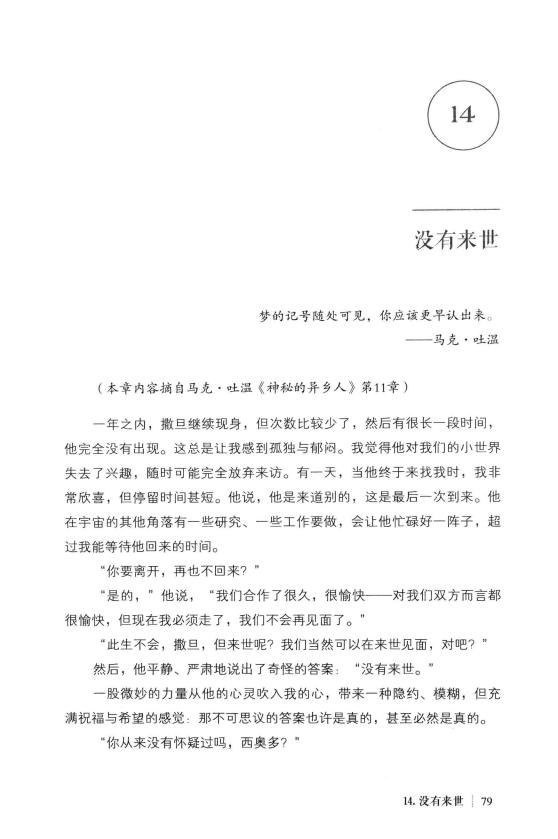 14
没有来世
梦的记号随处可见，你应该更早认出来。
——马克·吐温
（本章内容摘自马克·吐温《神秘的异乡人》第11章）
一年之内，撒旦继续现身，但次数比较少了，然后有很长一段时间，
他完全没有出现。这总是让我感到孤独与郁闷。我觉得他对我们的小世界
失去了兴趣，随时可能完全放弃来访。有一天，当他终于来找我时，我非
常欣喜，但停留时间甚短。他说，他是来道别的，这是最后一次到来。他
在宇宙的其他角落有一些研究、一些工作要做，会让他忙碌好一阵子，超
过我能等待他回来的时间。
“你要离开，再也不回来？”
“是的，”他说，“我们合作了很久，很愉快——对我们双方而言都
很愉快，但现在我必须走了，我们不会再见面了。”
“此生不会，撒旦，但来世呢？我们当然可以在来世见面，对吧？”
然后，他平静、严肃地说出了奇怪的答案：“没有来世。”
一股微妙的力量从他的心灵吹入我的心，带来一种隐约、模糊，但充
满祝福与希望的感觉：那不可思议的答案也许是真的，甚至必然是真的。
“你从来没有怀疑过吗，西奥多？”
14. 没有来世 | 79